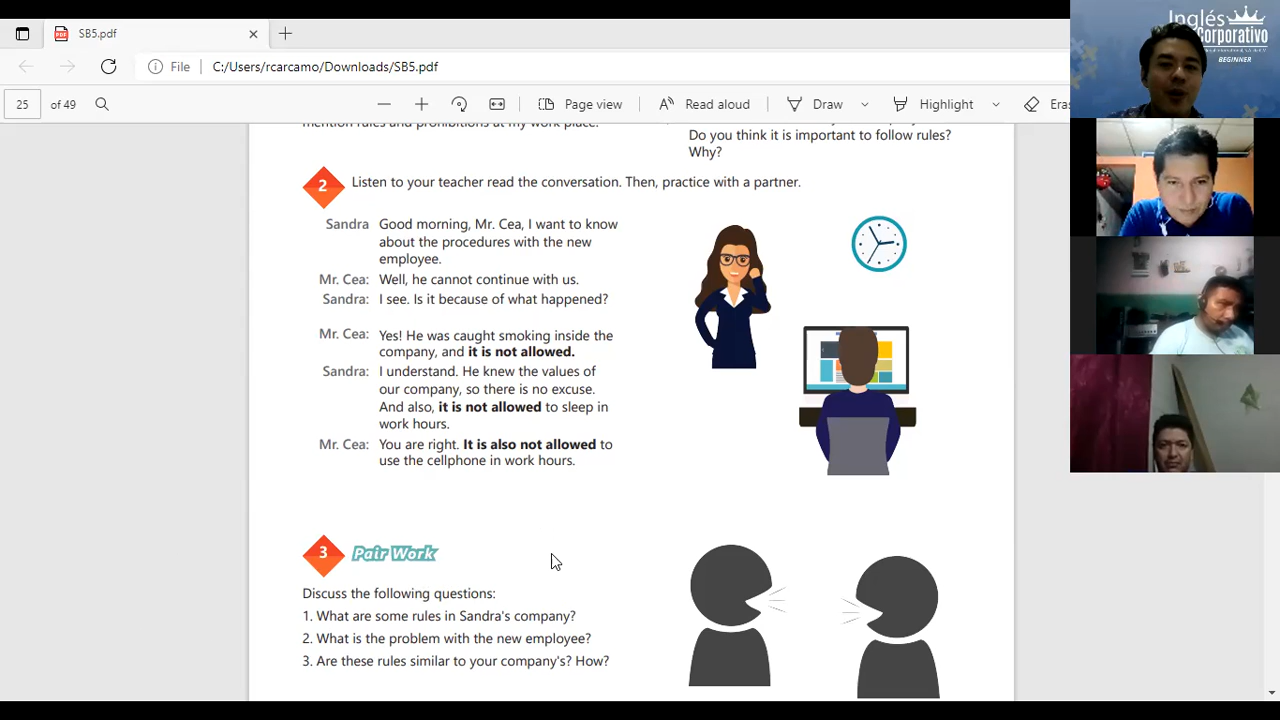 SB5.pdf
File
C:/Users/rcarcamo/Downloads/SB5.pdf
25
of 49
Page view
Read aloud
Draw
Highlight
Eras
mention rules and prohibitions at my work place.
Do you think it is important to follow rules?
Why?
2
Listen to your teacher read the conversation. Then, practice with a partner.
Sandra Good morning, Mr. Cea, I want to know
about the procedures with the new
employee.
Mr. Cea: Well, he cannot continue with us.
Sandra: I see. Is it because of what happened?
Mr. Cea: Yes! He was caught smoking inside the
company, and it is not allowed.
Sandra: I understand. He knew the values of
our company, so there is no excuse.
And also, it is not allowed to sleep in
work hours.
Mr. Cea: You are right. It is also not allowed to
use the cellphone in work hours.
3
Pair Work
Discuss the following questions:
1. What are some rules in Sandra's company?
2. What is the problem with the new employee?
3. Are these rules similar to your company's? How?
Inglés
Corporativo
BEGINNER